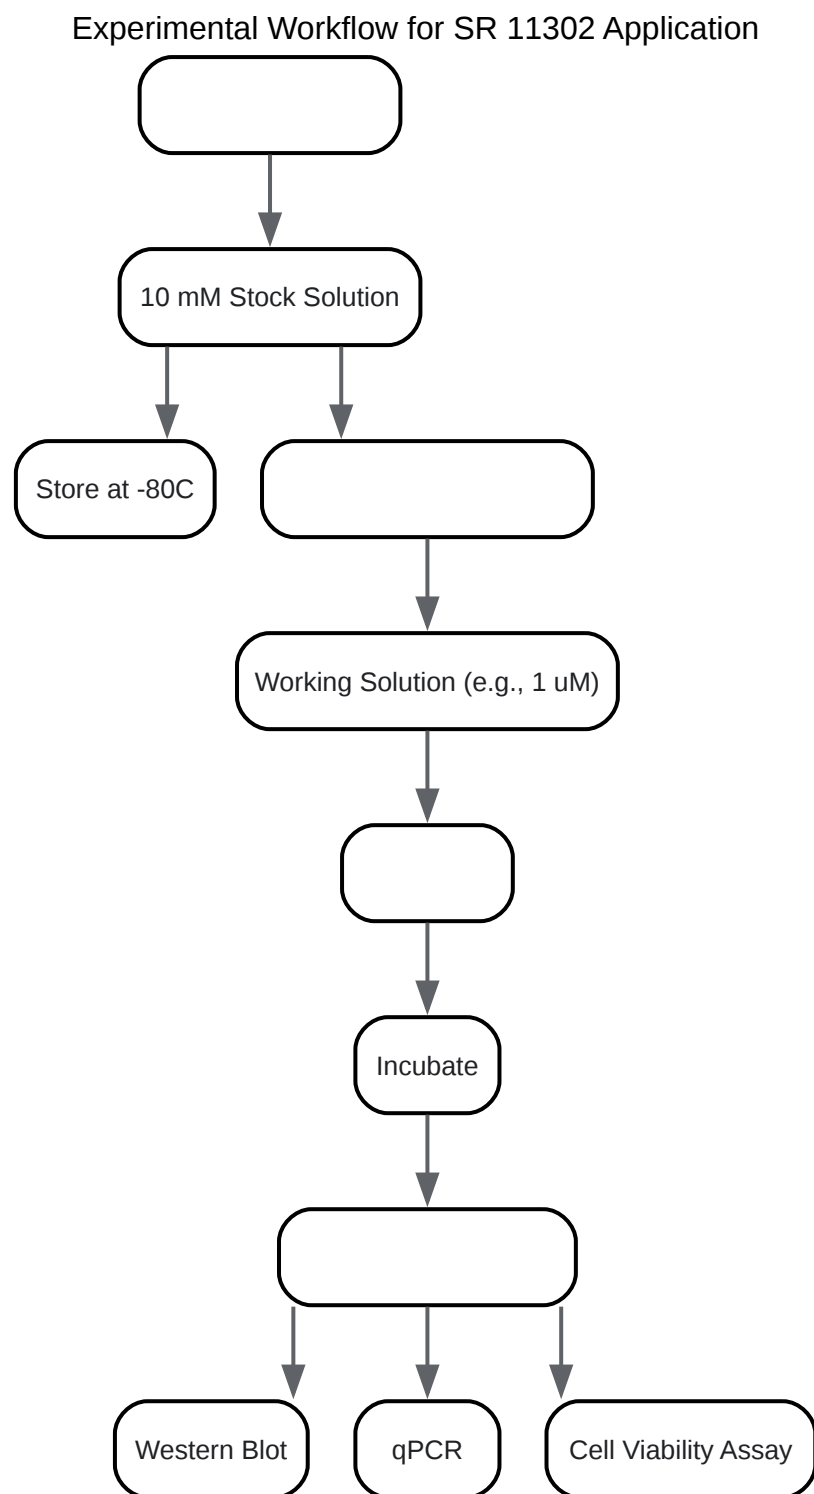 Experimental Workflow for SR 11302 Application
10 mM Stock Solution
Store at -80C
Working Solution (e.g., 1 uM)
Incubate
Western Blot
qPCR
Cell Viability Assay